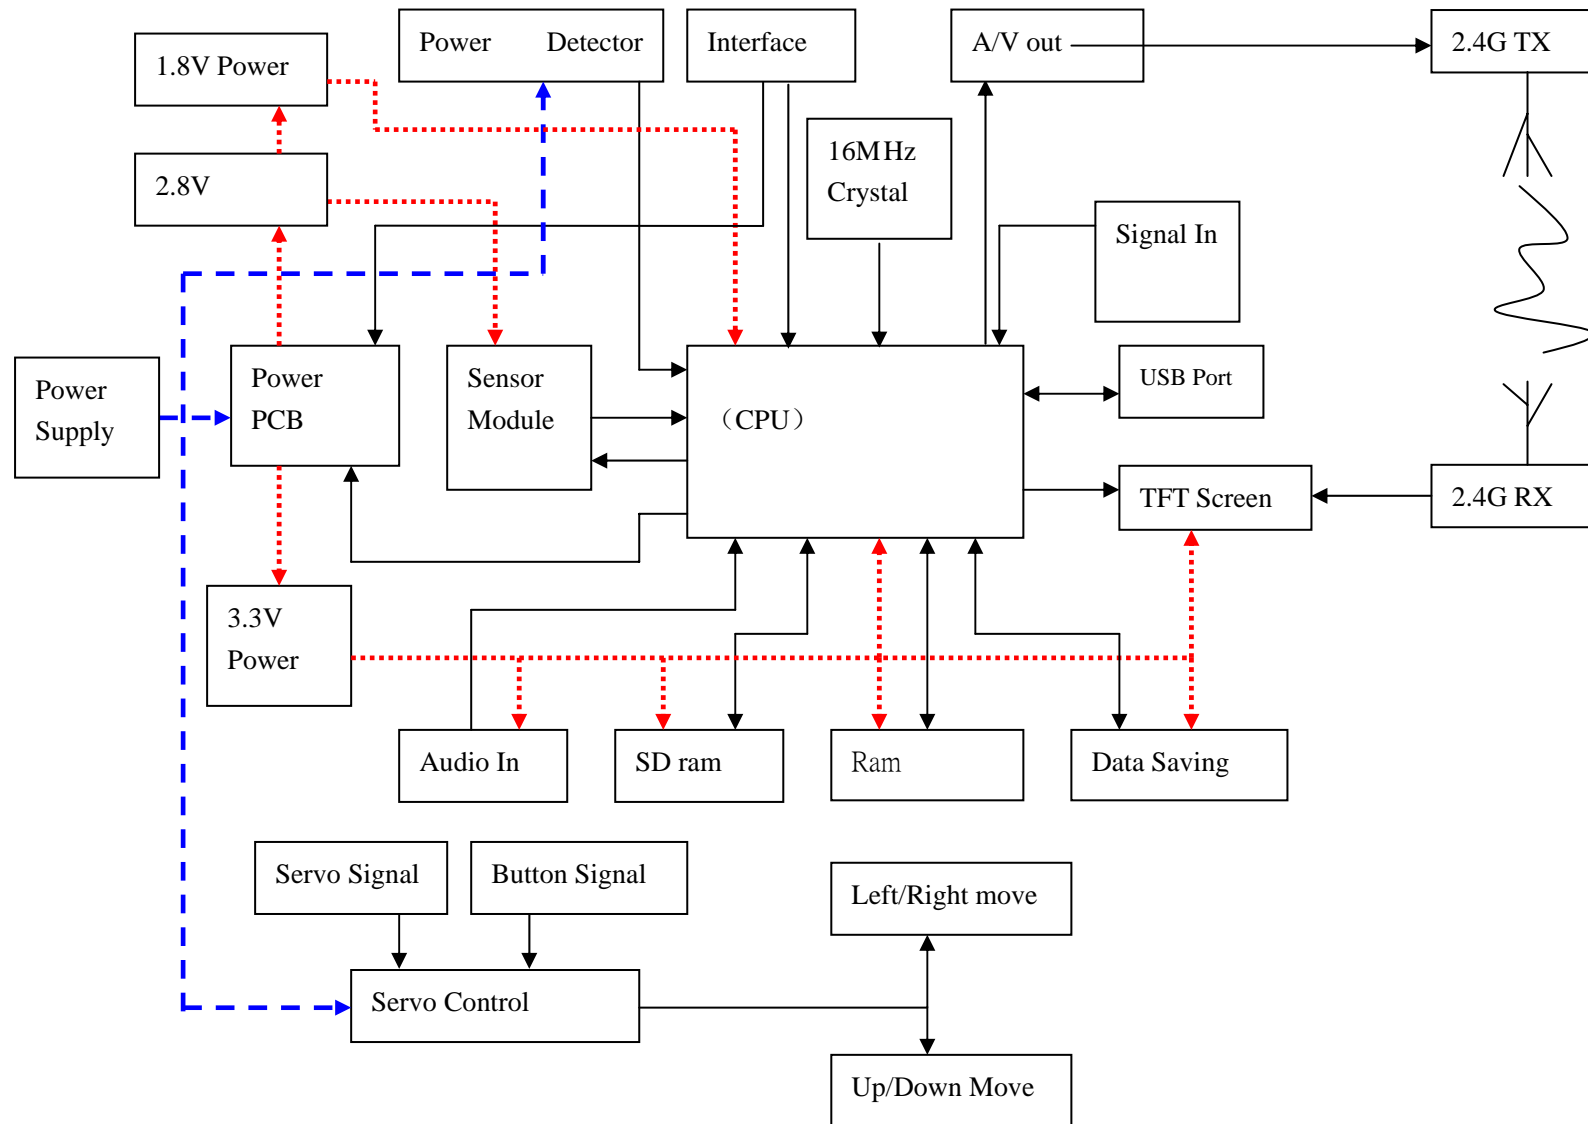 Power Detector
Interface
A/V out
2.4G TX
1.8V Power
16MHz
Crystal
2.8V
Signal In
Power
Supply
Power
PCB
Sensor
Module
（CPU）
USB Port
TFT Screen
2.4G RX
3.3V
Power
Audio In
SD ram
Ram
Data Saving
Servo Signal
Button Signal
Left/Right move
Servo Control
Up/Down Move